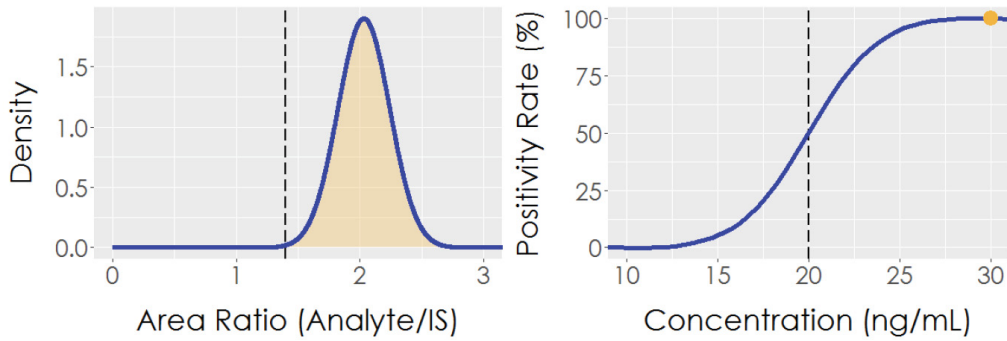 Density
1.5
1.0
0.5
0.0
0 1 2 3
Area Ratio (Analyte/IS)
Positivity Rate (%)
100
75
50
25
0
10 15 20 25 30
Concentration (ng/mL)